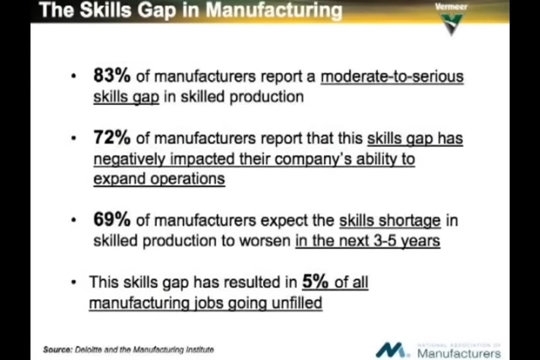 The Skills Gap in Manufacturing
Vermeer
• 83% of manufacturers report a moderate-to-serious
skills gap in skilled production
• 72% of manufacturers report that this skills gap has
negatively impacted their company's ability to
expand operations
• 69% of manufacturers expect the skills shortage in
skilled production to worsen in the next 3-5 years
• This skills gap has resulted in 5% of all
manufacturing jobs going unfilled
Source: Deloitte and the Manufacturing Institute
NATIONAL ASSOCIATION OF
Manufacturers